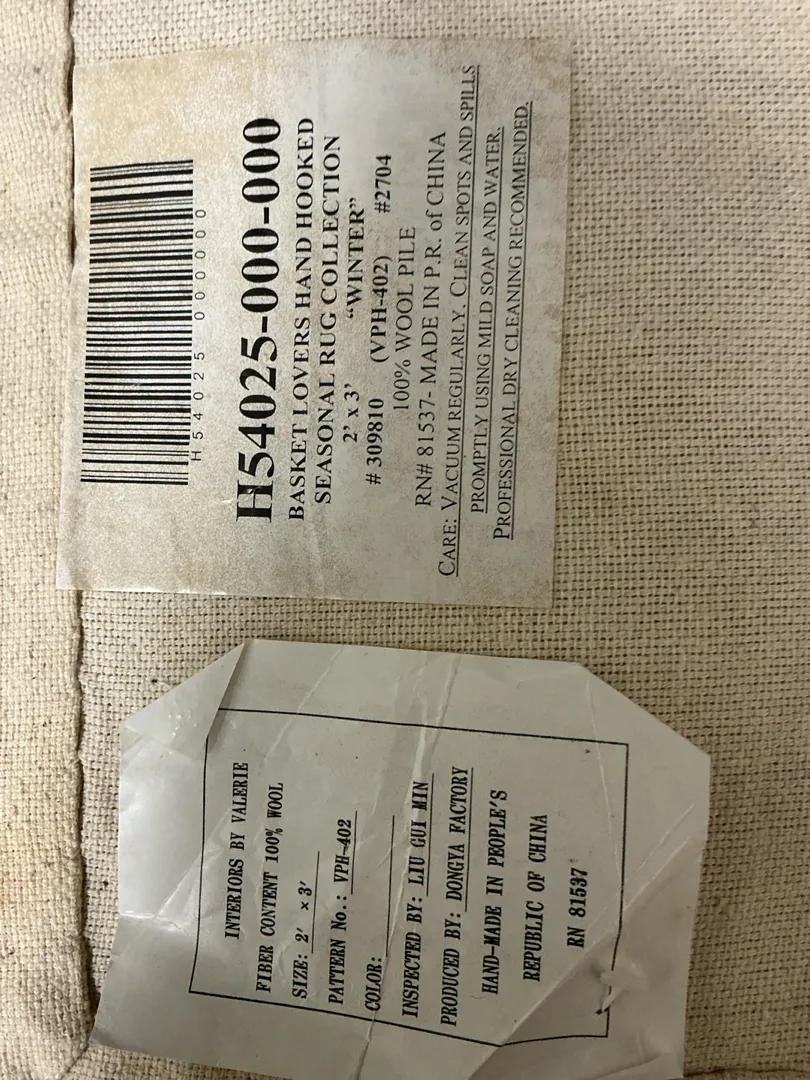 H54025 000000
H54025-000-000
BASKET LOVERS HAND HOOKED
SEASONAL RUG COLLECTION
2' x 3' “WINTER”
# 309810 (VPH-402) #2704
100% WOOL PILE
RN# 81537- MADE IN P.R. of CHINA
CARE: VACUUM REGULARLY. CLEAN SPOTS AND SPILLS
PROMPTLY USING MILD SOAP AND WATER.
PROFESSIONAL DRY CLEANING RECOMMENDED.
INTERIORS BY VALERIE
FIBER CONTENT 100% WOOL
SIZE: 2' ×3'
PATTERN No.: VPH-402
COLOR:
INSPECTED BY: LIU GUI MIN
PRODUCED BY: DONGYA FACTORY
HAND-MADE IN PEOPLE'S
REPUBLIC OF CHINA
RN 81537